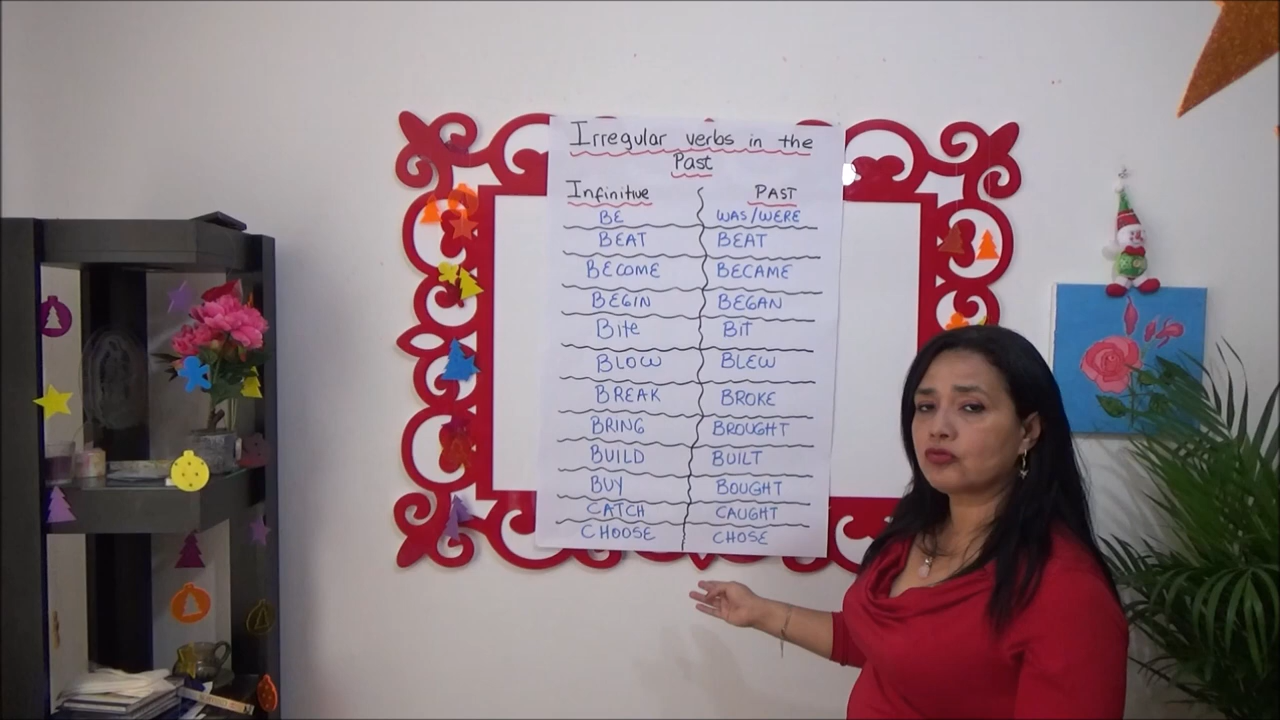 Irregular verbs in the
Past
Infinitive PAST
BE WAS/WERE
BEAT BEAT
BECOME BECAME
BEGIN BEGAN
Bite BiT
BLOW BLEW
BREAK BROKE
BRING BROUGHT
BUILD BUILT
BUY BOUGHT
CATCH CAUGHT
CHOOSE CHOSE